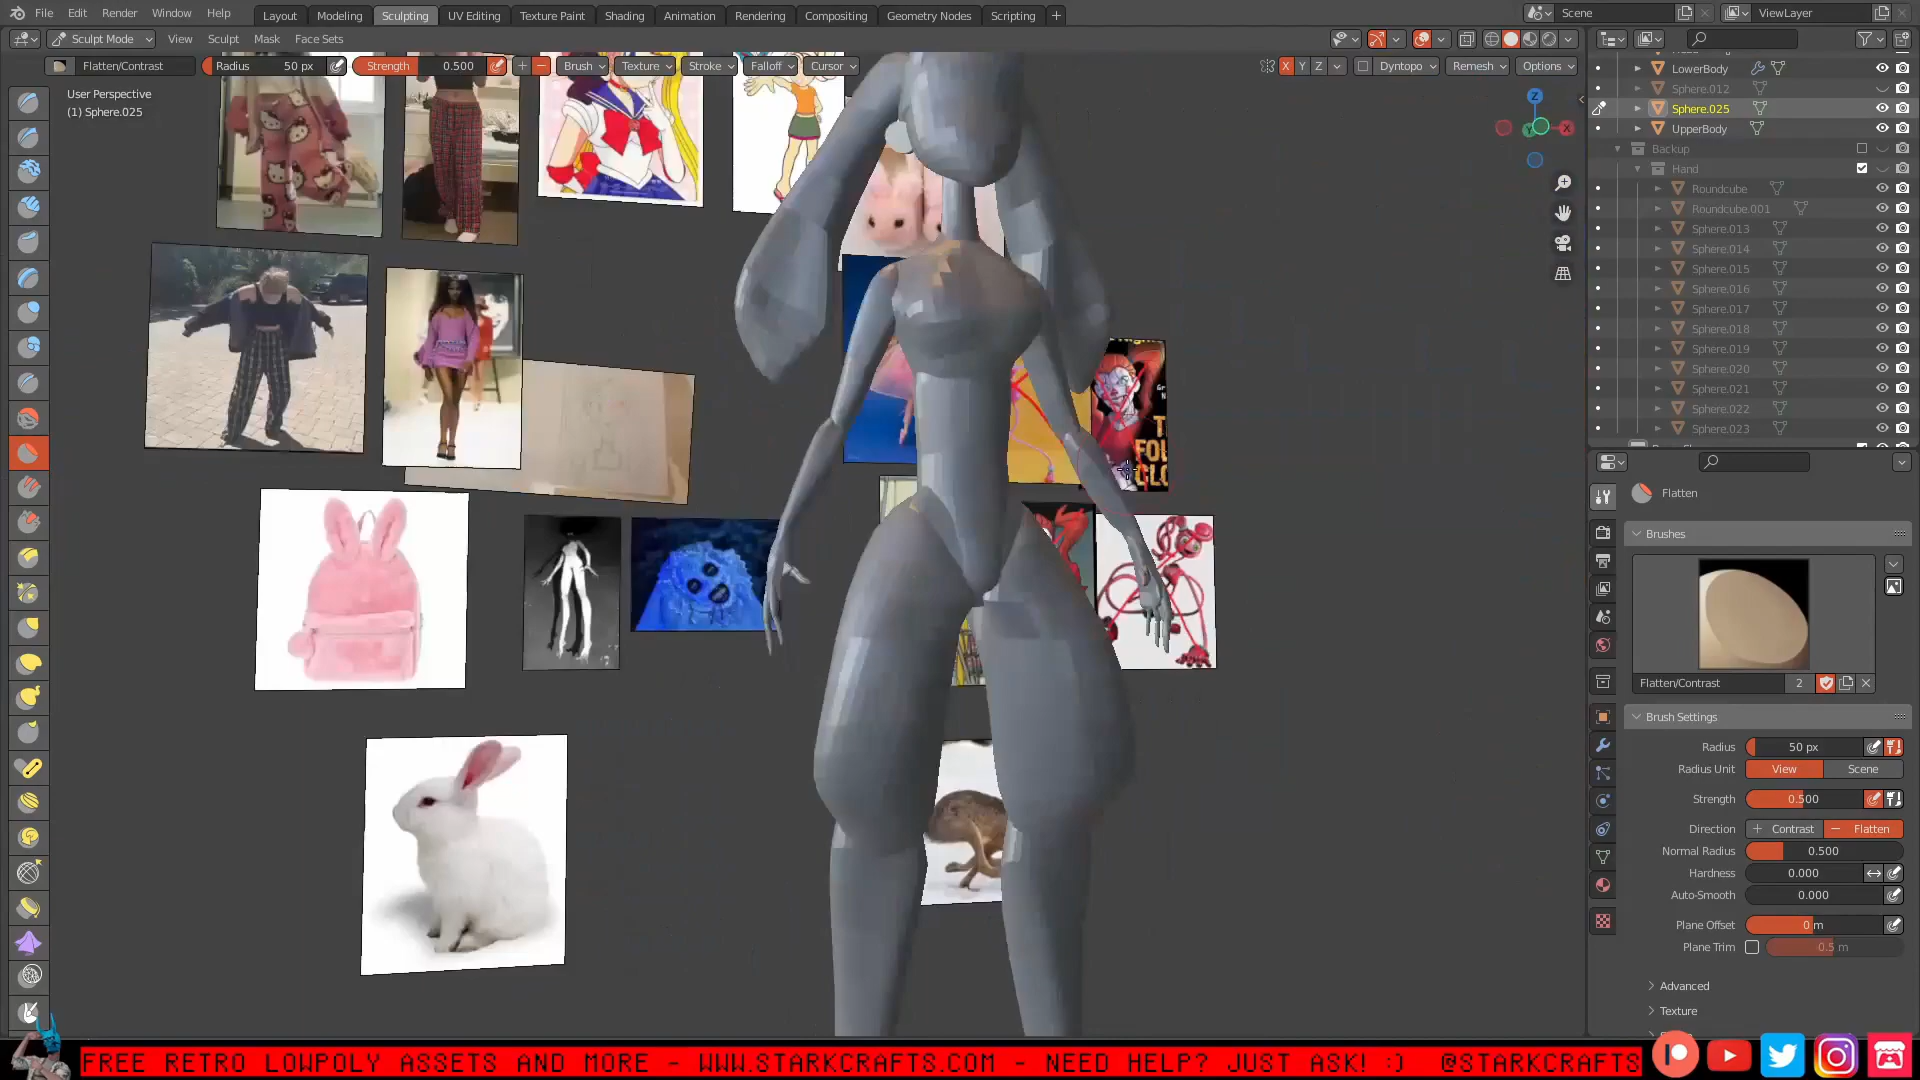 File Edit Render Window Help Layout Modeling Sculpting UV Editing Texture Paint Shading Animation Rendering Compositing Geometry Nodes Scripting + Scene ViewLayer
Sculpt Mode View Sculpt Mask Face Sets
Flatten/Contrast Radius 50 px Strength 0.500 Brush Texture Stroke Falloff Cursor X Y Z Dyntopo Remesh Options
User Perspective
(1) Sphere.025
LowerBody
Sphere.012
Sphere.025
UpperBody
Backup
Hand
Roundcube
Roundcube.001
Sphere.013
Sphere.014
Sphere.015
Sphere.016
Sphere.017
Sphere.018
Sphere.019
Sphere.020
Sphere.021
Sphere.022
Sphere.023
Z
X
Y
Flatten
Brushes
Flatten/Contrast 2
Brush Settings
Radius 50 px
Radius Unit View Scene
Strength 0.500
Direction + Contrast − Flatten
Normal Radius 0.500
Hardness 0.000
Auto-Smooth 0.000
Plane Offset 0 m
Plane Trim 0.5 m
Advanced
Texture
FREE RETRO LOWPOLY ASSETS AND MORE - WWW.STARKCRAFTS.COM - NEED HELP? JUST ASK! :) @STARKCRAFTS